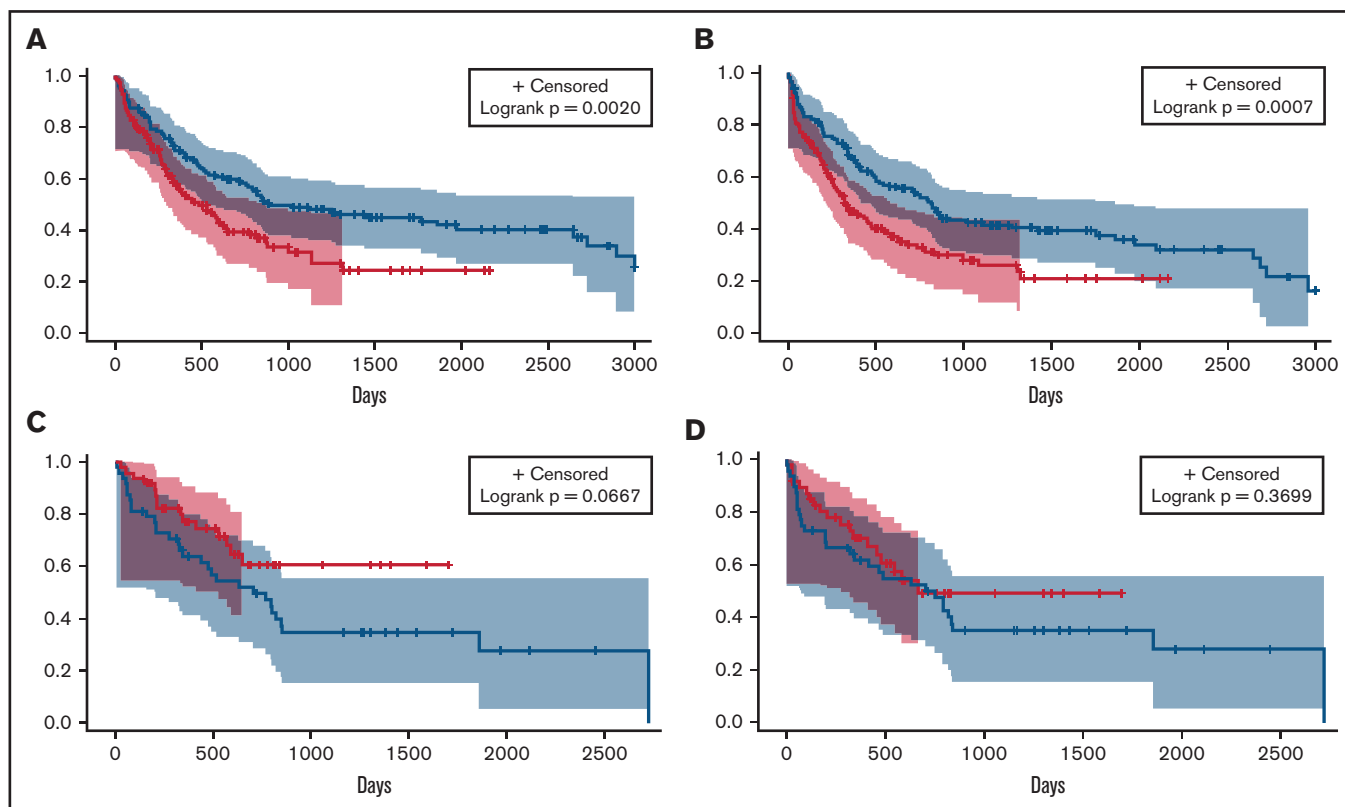 A
1.0
0.8
0.6
0.4
0.2
0.0
+ Censored
Logrank p = 0.0020
0 500 1000 1500 2000 2500 3000
Days
B
1.0
0.8
0.6
0.4
0.2
0.0
+ Censored
Logrank p = 0.0007
0 500 1000 1500 2000 2500 3000
Days
C
1.0
0.8
0.6
0.4
0.2
0.0
+ Censored
Logrank p = 0.0667
0 500 1000 1500 2000 2500
Days
D
1.0
0.8
0.6
0.4
0.2
0.0
+ Censored
Logrank p = 0.3699
0 500 1000 1500 2000 2500
Days